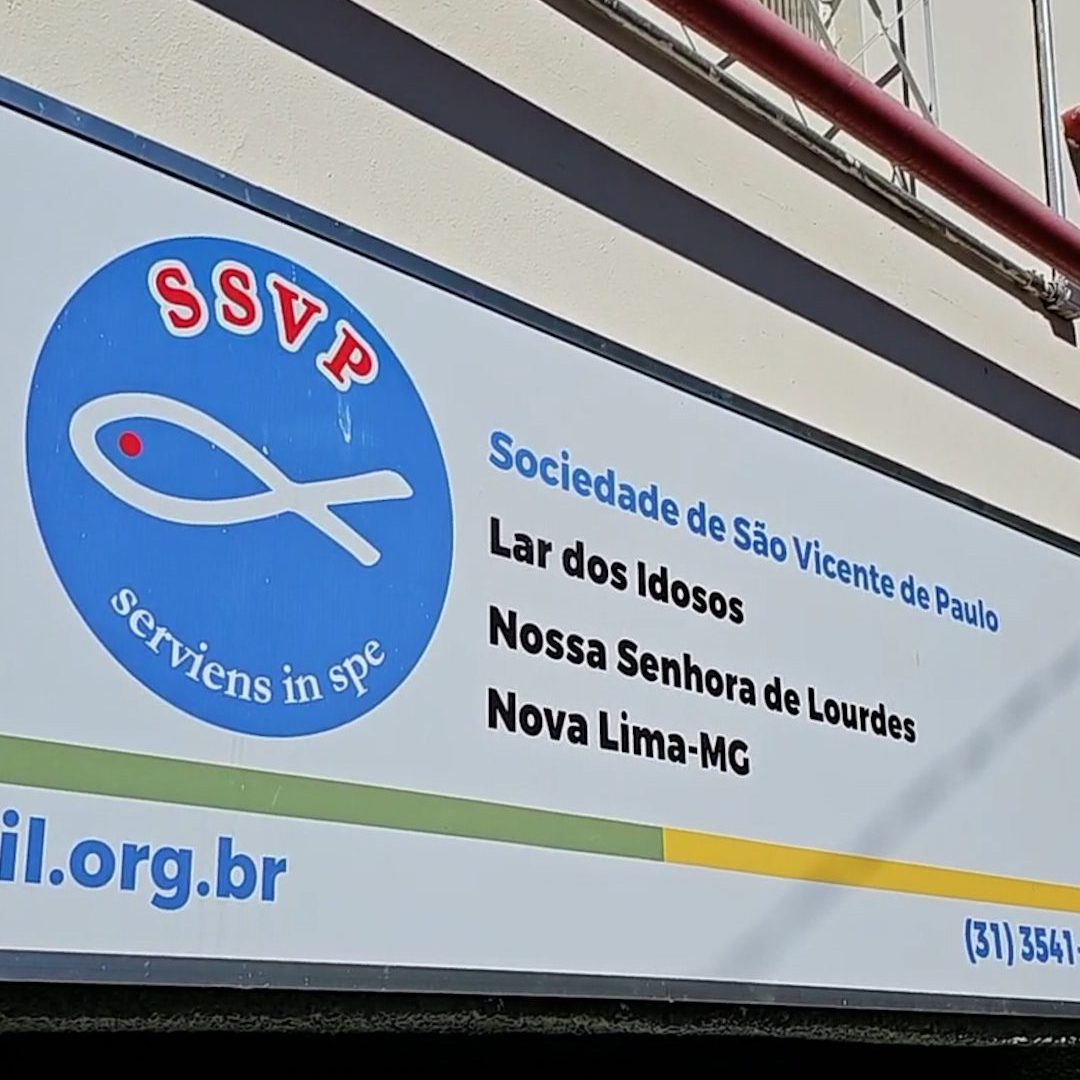 SSVP
serviens in spe
Sociedade de São Vicente de Paulo
Lar dos Idosos
Nossa Senhora de Lourdes
Nova Lima-MG
il.org.br
(31) 3541-